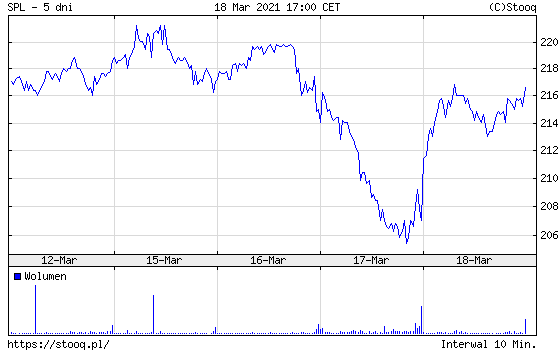 SPL - 5 dni 18 Mar 2021 17:00 CET (C)Stooq
220
218
216
214
212
210
208
206
12-Mar 15-Mar 16-Mar 17-Mar 18-Mar
Wolumen
https://stooq.pl/ Interwal 10 Min.